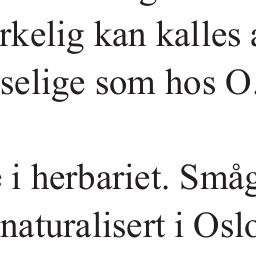 rkelig kan kalles a
selige som hos O.
e i herbariet. Småg
naturalisert i Oslo